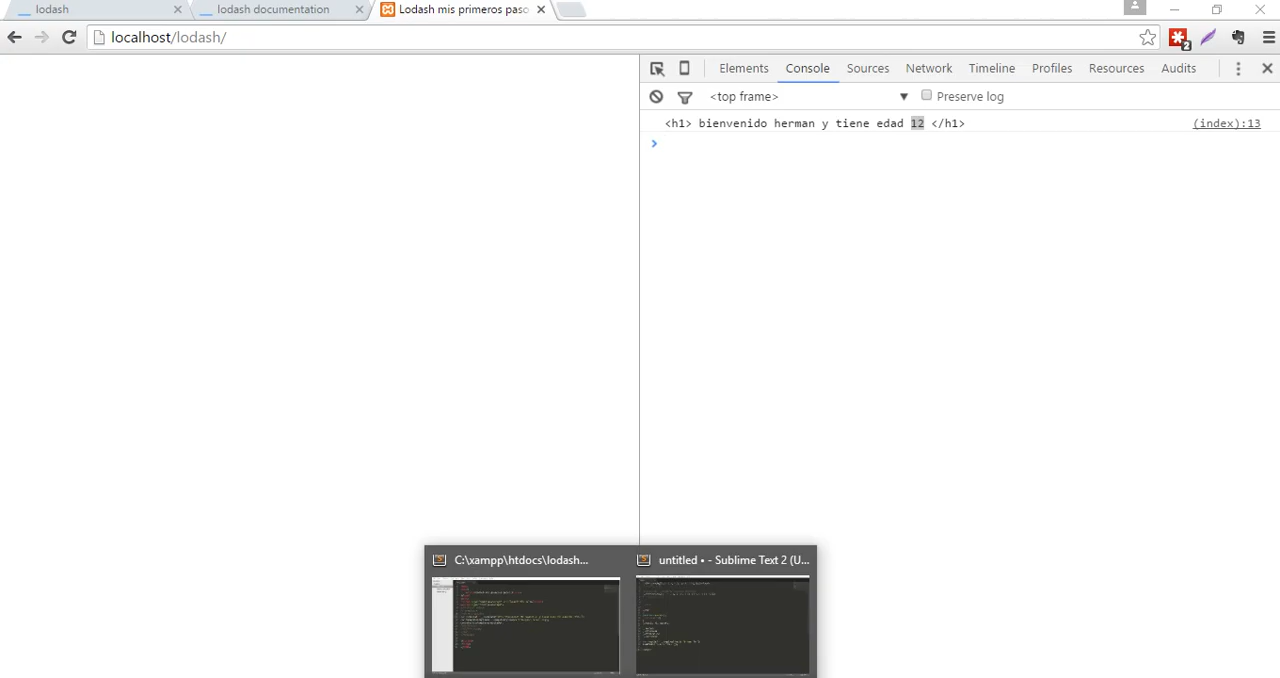 lodash
lodash documentation
Lodash mis primeros paso
localhost/lodash/
2
Elements Console Sources Network Timeline Profiles Resources Audits
<top frame> Preserve log
<h1> bienvenido herman y tiene edad 12 </h1> (index):13
C:\xampp\htdocs\lodash...
untitled • - Sublime Text 2 (U...